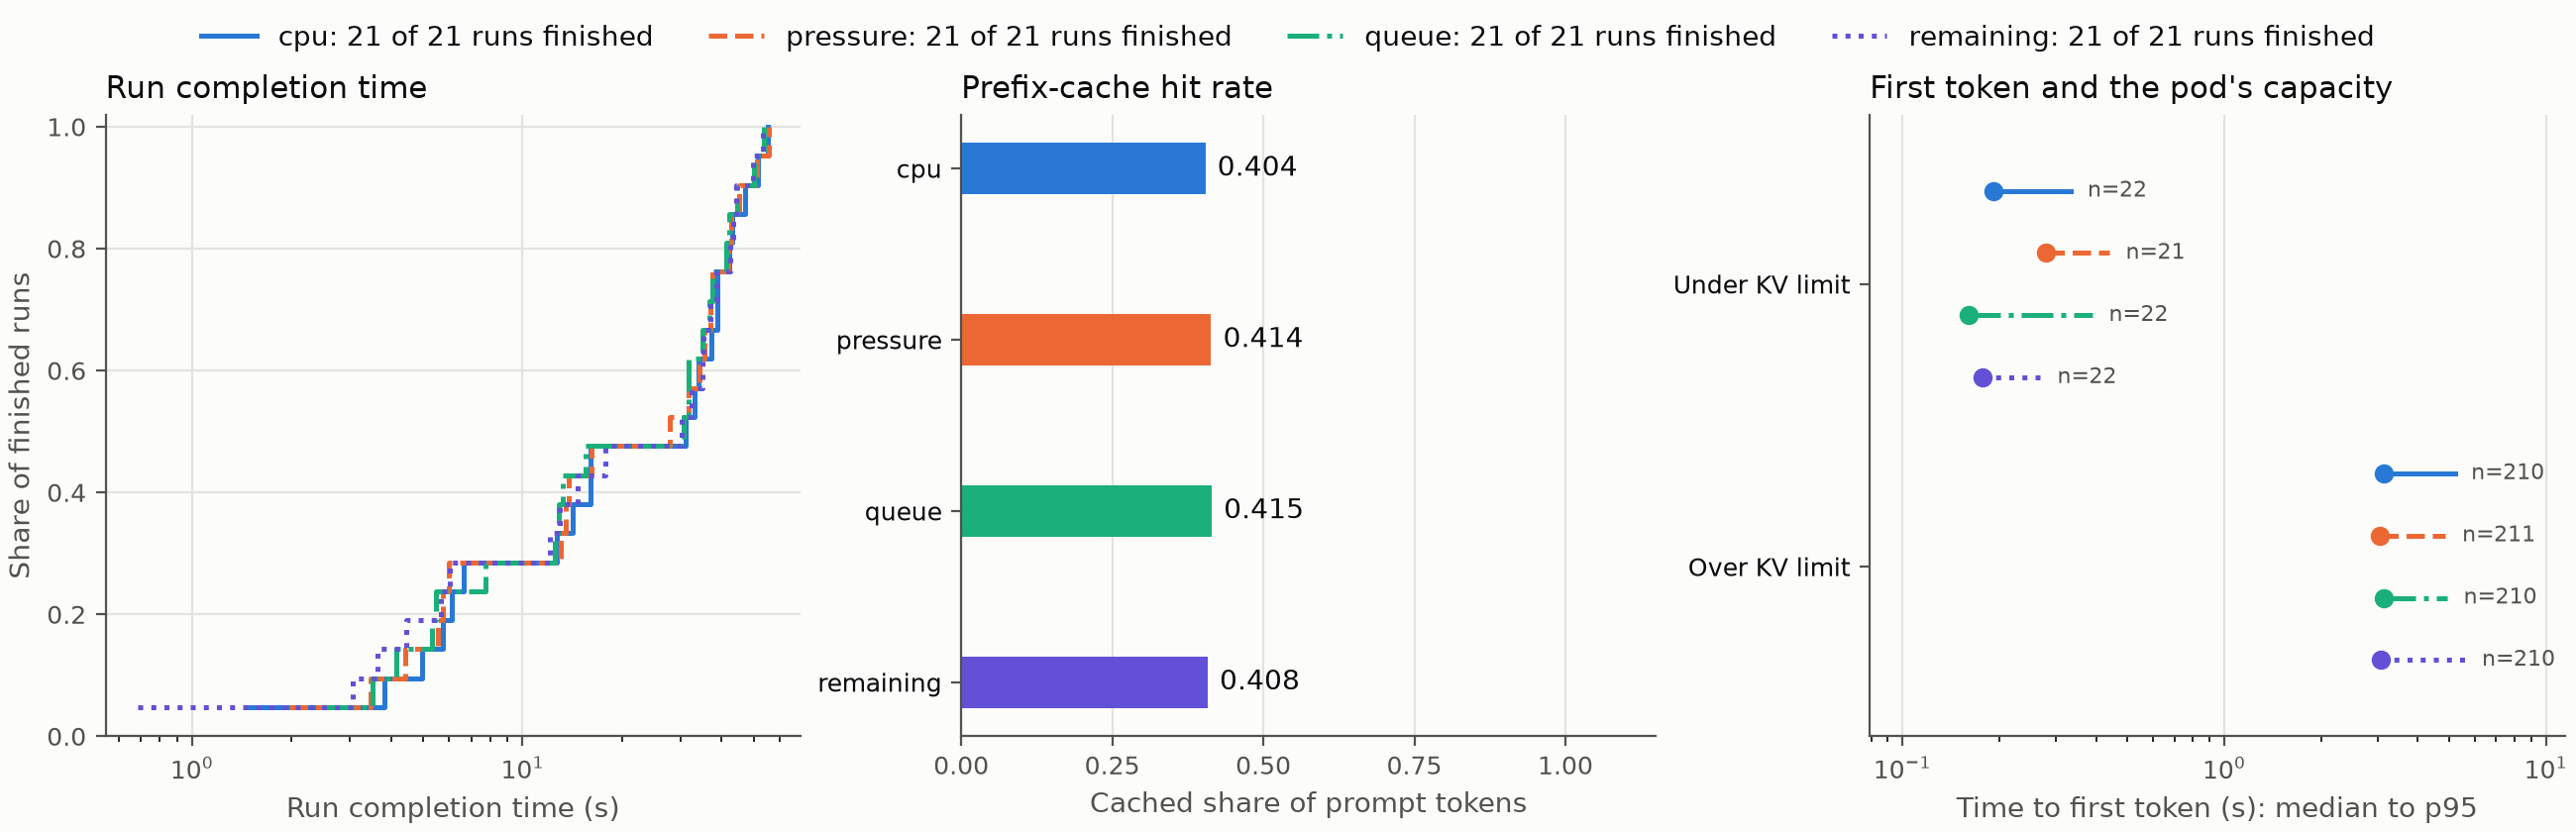 cpu: 21 of 21 runs finished
pressure: 21 of 21 runs finished
queue: 21 of 21 runs finished
remaining: 21 of 21 runs finished
Run completion time
Share of finished runs
1.0
0.8
0.6
0.4
0.2
0.0
10⁰
10¹
Run completion time (s)
Prefix-cache hit rate
cpu
0.404
pressure
0.414
queue
0.415
remaining
0.408
0.00
0.25
0.50
0.75
1.00
Cached share of prompt tokens
First token and the pod's capacity
Under KV limit
n=22
n=21
n=22
n=22
Over KV limit
n=210
n=211
n=210
n=210
10⁻¹
10⁰
10¹
Time to first token (s): median to p95